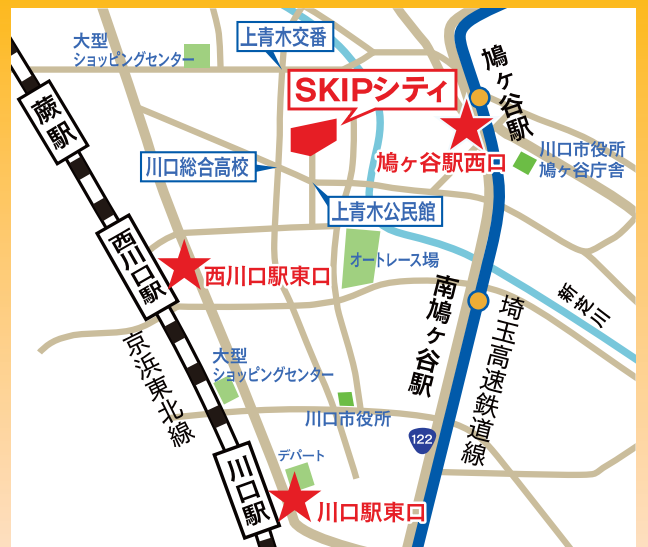 大型
ショッピングセンター
上青木交番
鳩ヶ谷駅
SKIPシティ
蕨駅
川口市役所
鳩ヶ谷庁舎
鳩ヶ谷駅西口
川口総合高校
上青木公民館
西川口駅
西川口駅東口
オートレース場
新芝川
南鳩ヶ谷駅
埼玉高速鉄道線
京浜東北線
大型
ショッピングセンター
川口市役所
122
デパート
川口駅
川口駅東口